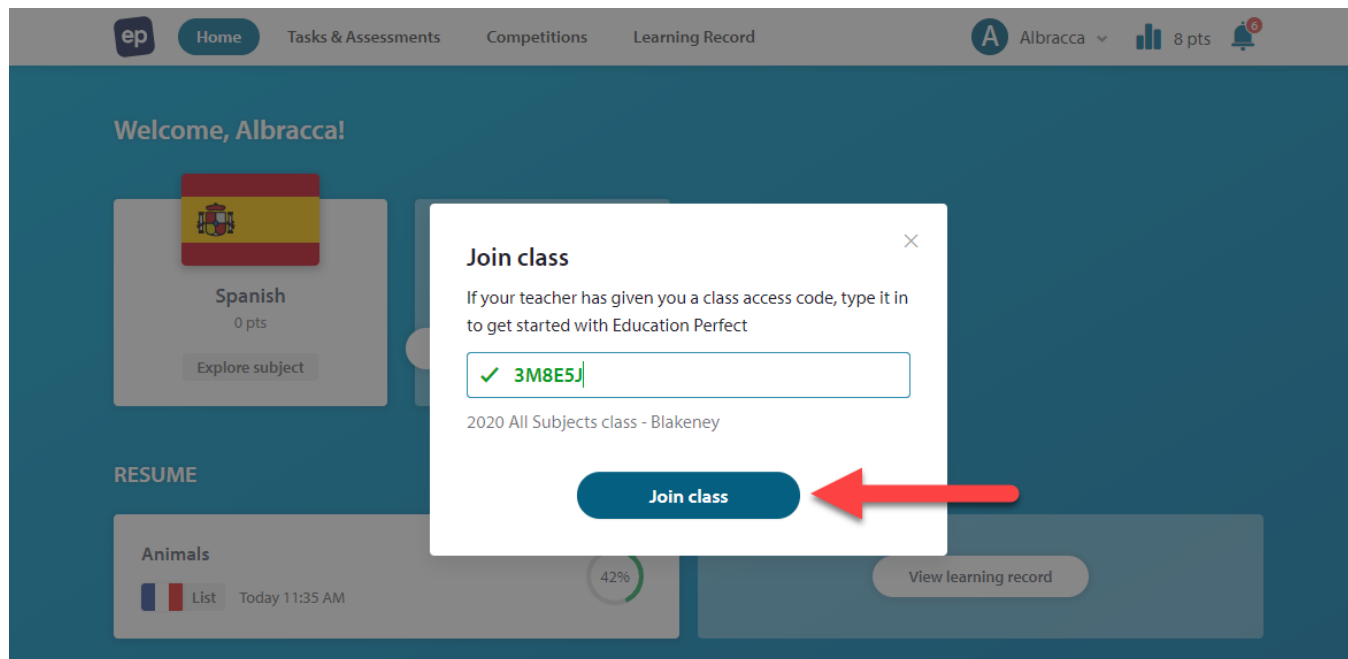 ep Home Tasks & Assessments Competitions Learning Record A Albracca 8 pts 6
Welcome, Albracca!
Spanish
0 pts
Explore subject
Join class
If your teacher has given you a class access code, type it in
to get started with Education Perfect
3M8E5J
2020 All Subjects class - Blakeney
Join class
RESUME
Animals
List Today 11:35 AM
42%
View learning record